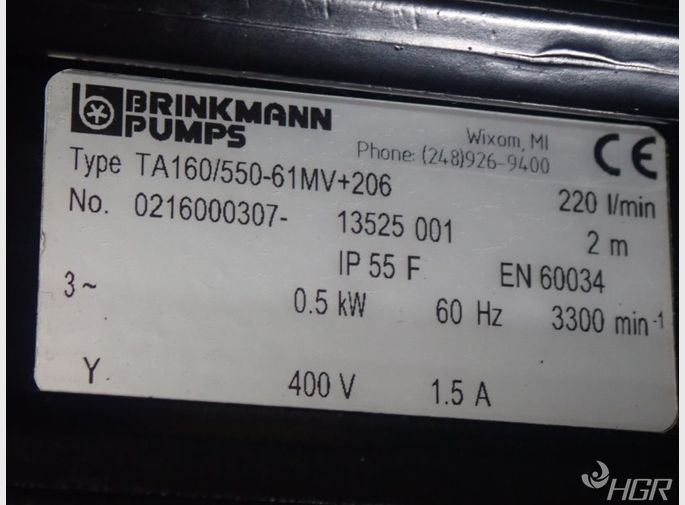 BRINKMANN
PUMPS
Wixom, MI
Phone: (248)926-9400
CE
Type TA160/550-61MV+206
220 l/min
No. 0216000307- 13525 001
2 m
IP 55 F EN 60034
3~ 0.5 kW 60 Hz 3300 min-1
Y 400 V 1.5 A
HGR